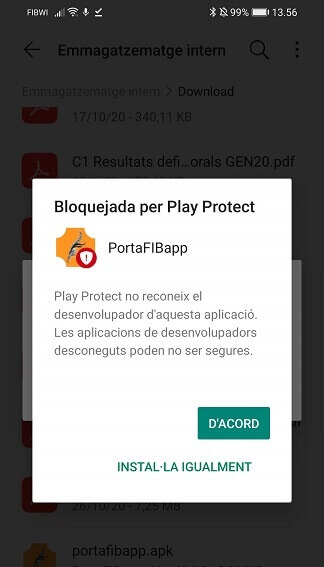 FIBWI 99% 13.56
Emmagatzematge intern
Emmagatzematge intern > Download
17/10/20 - 340,11 KB
C1 Resultats defi...orals GEN20.pdf
Bloquejada per Play Protect
PortaFIBapp
Play Protect no reconeix el
desenvolupador d'aquesta aplicació.
Les aplicacions de desenvolupadors
desconeguts poden no ser segures.
D'ACORD
INSTAL·LA IGUALMENT
26/10/20 - 7,25 MB
portafibapp.apk